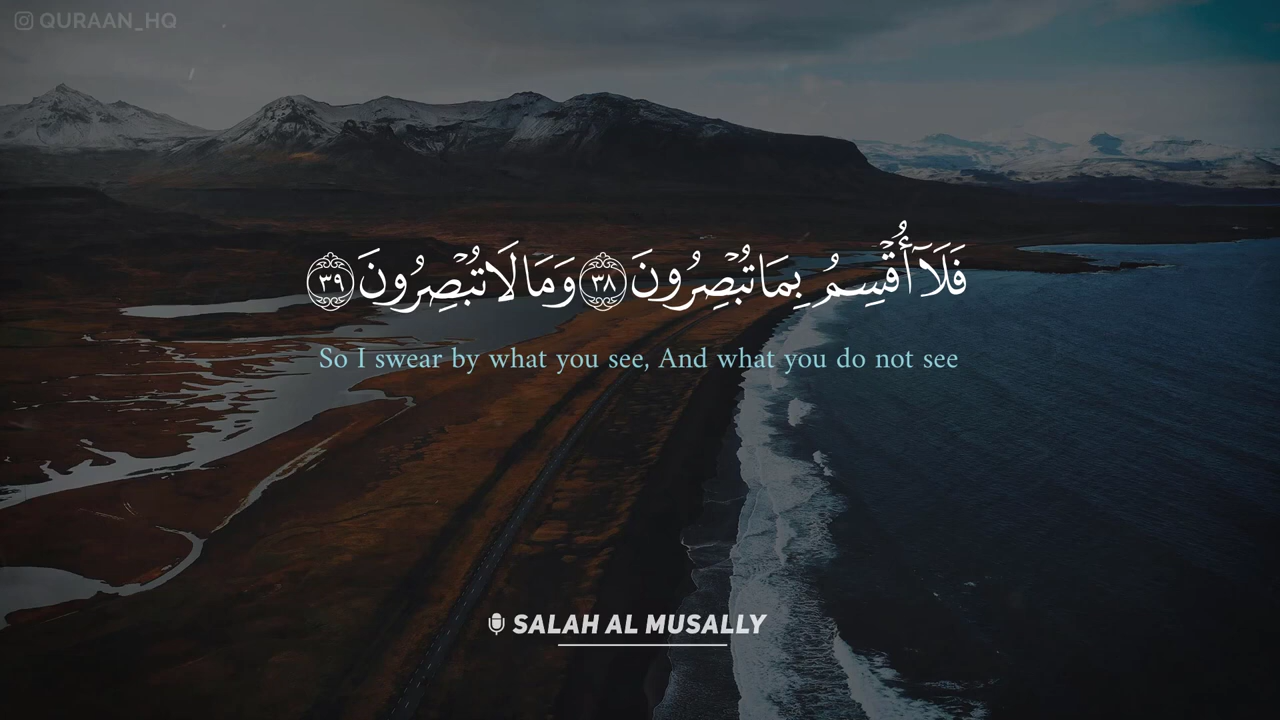 QURAAN_HQ
فَلَآ أُقْسِمُ بِمَا تُبْصِرُونَ ٣٨ وَمَا لَا تُبْصِرُونَ ٣٩
So I swear by what you see, And what you do not see
SALAH AL MUSALLY